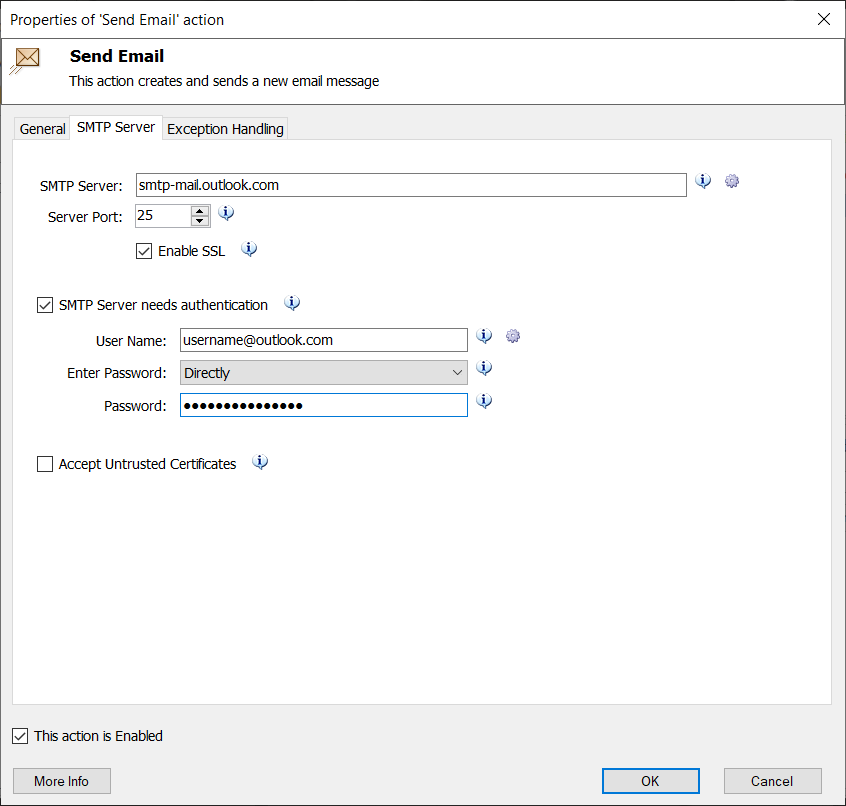 Properties of 'Send Email' action
Send Email
This action creates and sends a new email message
General SMTP Server Exception Handling
SMTP Server: smtp-mail.outlook.com
Server Port: 25
Enable SSL
SMTP Server needs authentication
User Name: username@outlook.com
Enter Password: Directly
Password: ●●●●●●●●●●●●●●●
Accept Untrusted Certificates
This action is Enabled
More Info OK Cancel